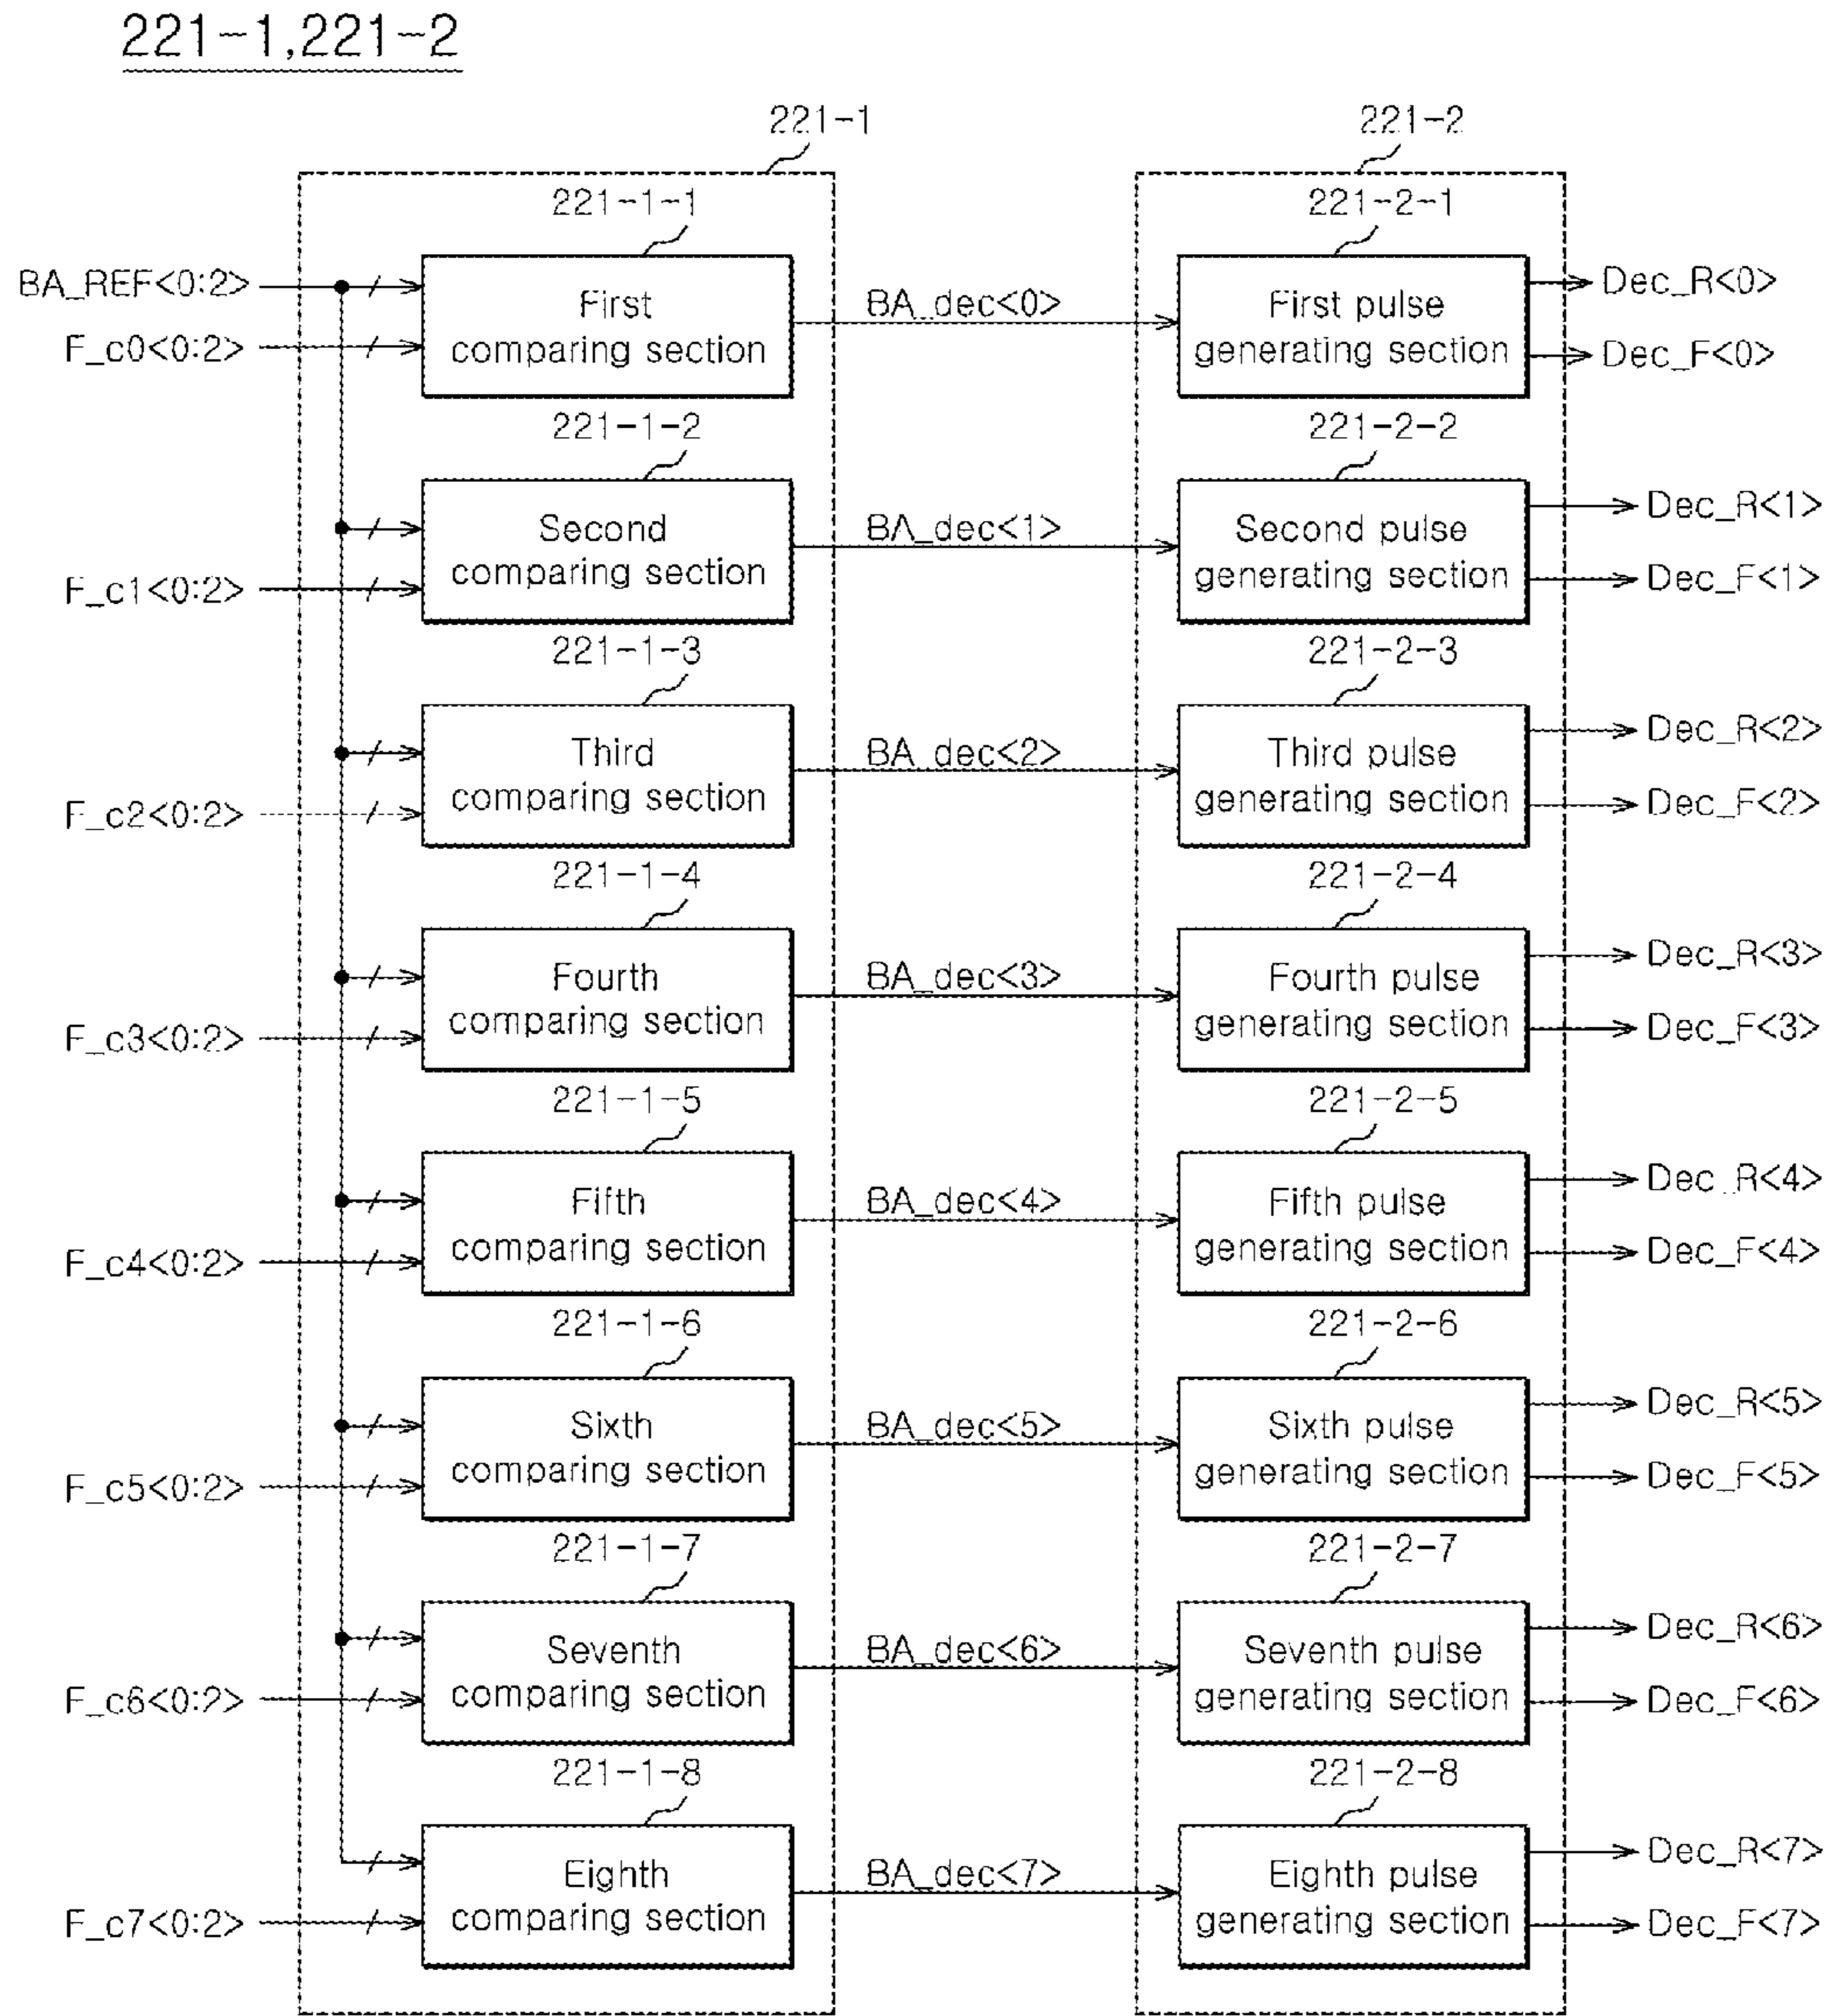 221-1,221-2
221-1
221-2
221-1-1
221-2-1
BA_REF<0:2>
F_c0<0:2>
First
comparing section
BA_dec<0>
First pulse
generating section
Dec_R<0>
Dec_F<0>
221-1-2
221-2-2
F_c1<0:2>
Second
comparing section
BA_dec<1>
Second pulse
generating section
Dec_R<1>
Dec_F<1>
221-1-3
221-2-3
F_c2<0:2>
Third
comparing section
BA_dec<2>
Third pulse
generating section
Dec_R<2>
Dec_F<2>
221-1-4
221-2-4
F_c3<0:2>
Fourth
comparing section
BA_dec<3>
Fourth pulse
generating section
Dec_R<3>
Dec_F<3>
221-1-5
221-2-5
F_c4<0:2>
Fifth
comparing section
BA_dec<4>
Fifth pulse
generating section
Dec_R<4>
Dec_F<4>
221-1-6
221-2-6
F_c5<0:2>
Sixth
comparing section
BA_dec<5>
Sixth pulse
generating section
Dec_R<5>
Dec_F<5>
221-1-7
221-2-7
F_c6<0:2>
Seventh
comparing section
BA_dec<6>
Seventh pulse
generating section
Dec_R<6>
Dec_F<6>
221-1-8
221-2-8
F_c7<0:2>
Eighth
comparing section
BA_dec<7>
Eighth pulse
generating section
Dec_R<7>
Dec_F<7>